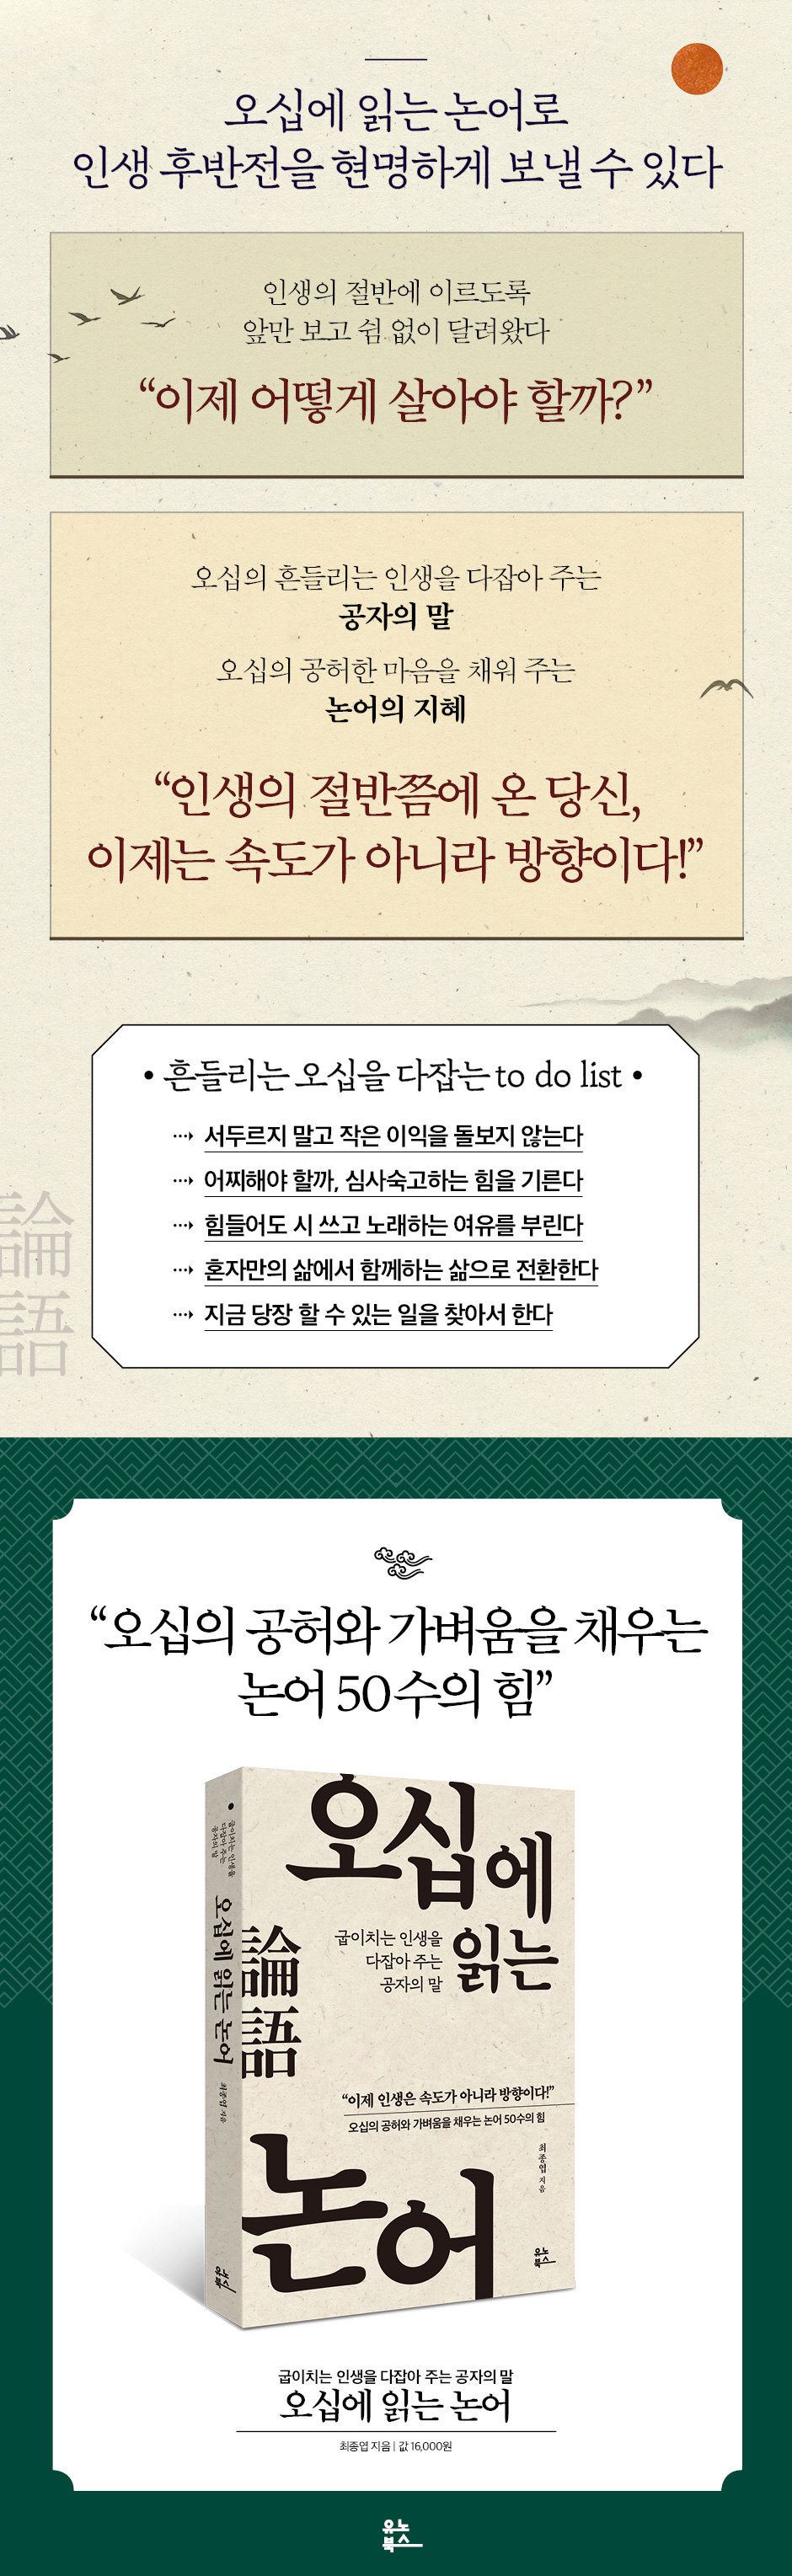 오십에 읽는 논어로
인생 후반전을 현명하게 보낼 수 있다
인생의 절반에 이르도록
앞만 보고 쉼 없이 달려왔다
“이제 어떻게 살아야 할까?”
오십의 흔들리는 인생을 다잡아 주는
공자의 말
오십의 공허한 마음을 채워 주는
논어의 지혜
“인생의 절반쯤에 온 당신,
이제는 속도가 아니라 방향이다!”
• 흔들리는 오십을 다잡는 to do list •
서두르지 말고 작은 이익을 돌보지 않는다
어찌해야 할까, 심사숙고하는 힘을 기른다
힘들어도 시 쓰고 노래하는 여유를 부린다
혼자만의 삶에서 함께하는 삶으로 전환한다
지금 당장 할 수 있는 일을 찾아서 한다
論
語
“오십의 공허와 가벼움을 채우는
논어 50수의 힘”
굽이치는 인생을
다잡아 주는
공자의 말
오십에 읽는 논어
최종엽 지음
유노북스
오십에
읽는
굽이치는 인생을
다잡아 주는
공자의 말
論
語
“이제 인생은 속도가 아니라 방향이다!”
오십의 공허와 가벼움을 채우는 논어 50수의 힘
최종엽 지음
논어
유노북스
굽이치는 인생을 다잡아 주는 공자의 말
오십에 읽는 논어
최종엽 지음 | 값 16,000원
유노북스